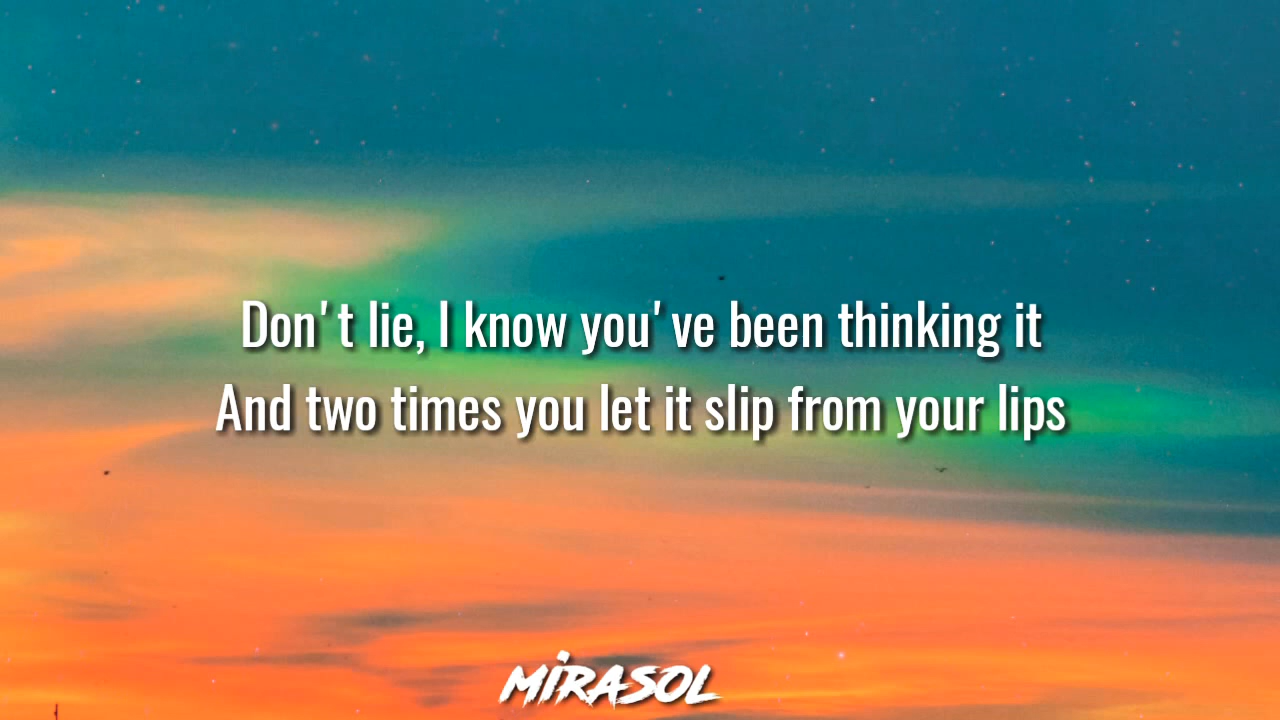 Don't lie, I know you've been thinking it
And two times you let it slip from your lips
MIRASOL